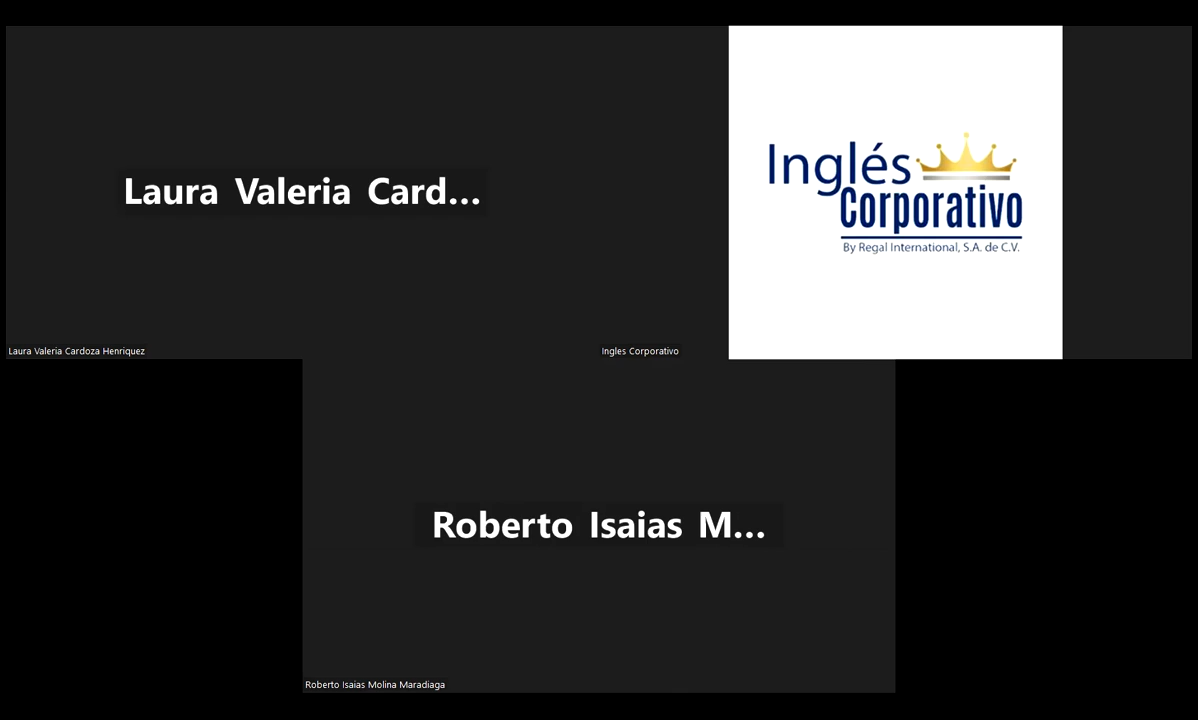 Laura Valeria Card...
Laura Valeria Cardoza Henriquez
Inglés
Corporativo
By Regal International, S.A. de C.V.
Ingles Corporativo
Roberto Isaias M...
Roberto Isaias Molina Maradiaga